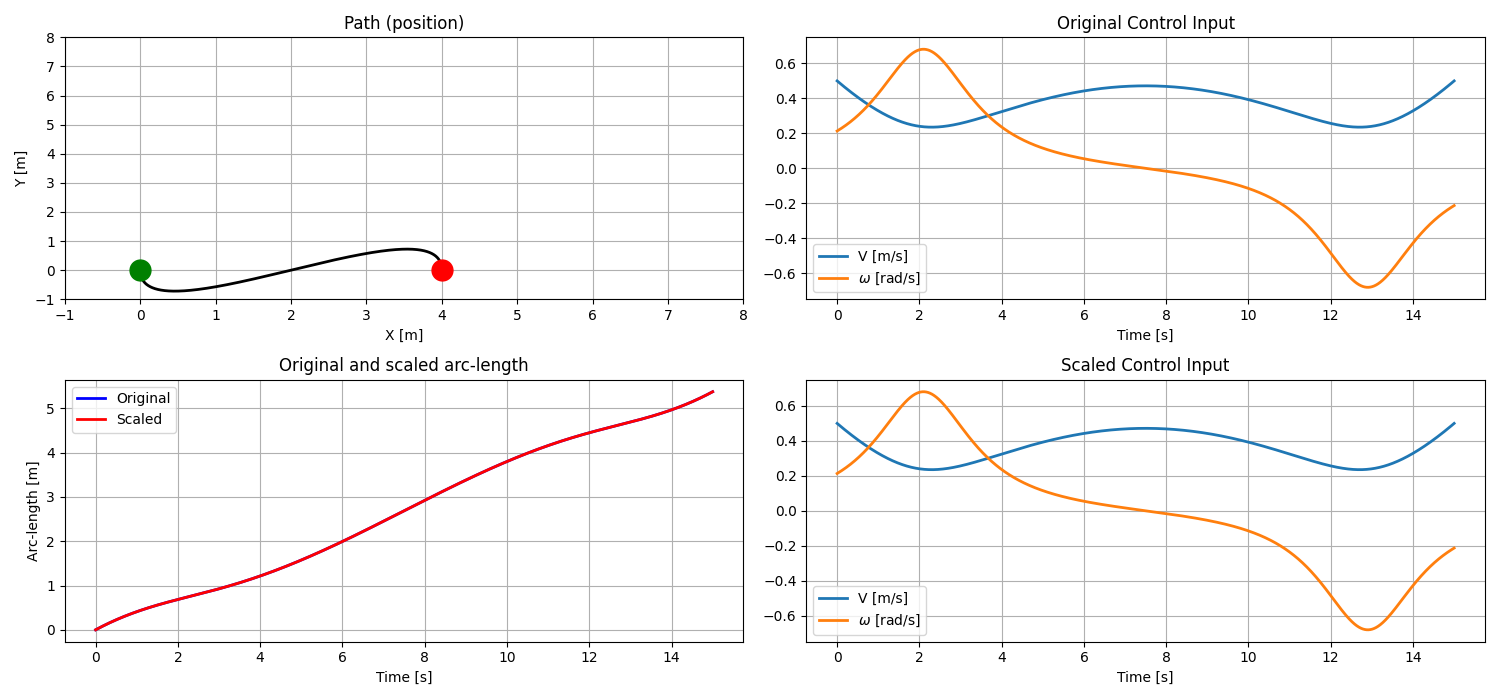 Path (position)
8
7
6
5
4
3
2
1
0
−1
Y [m]
−1 0 1 2 3 4 5 6 7 8
X [m]
Original Control Input
0.6
0.4
0.2
0.0
−0.2
−0.4
−0.6
V [m/s]
ω [rad/s]
0 2 4 6 8 10 12 14
Time [s]
Original and scaled arc-length
Original
Scaled
5
4
3
2
1
0
Arc-length [m]
0 2 4 6 8 10 12 14
Time [s]
Scaled Control Input
0.6
0.4
0.2
0.0
−0.2
−0.4
−0.6
V [m/s]
ω [rad/s]
0 2 4 6 8 10 12 14
Time [s]